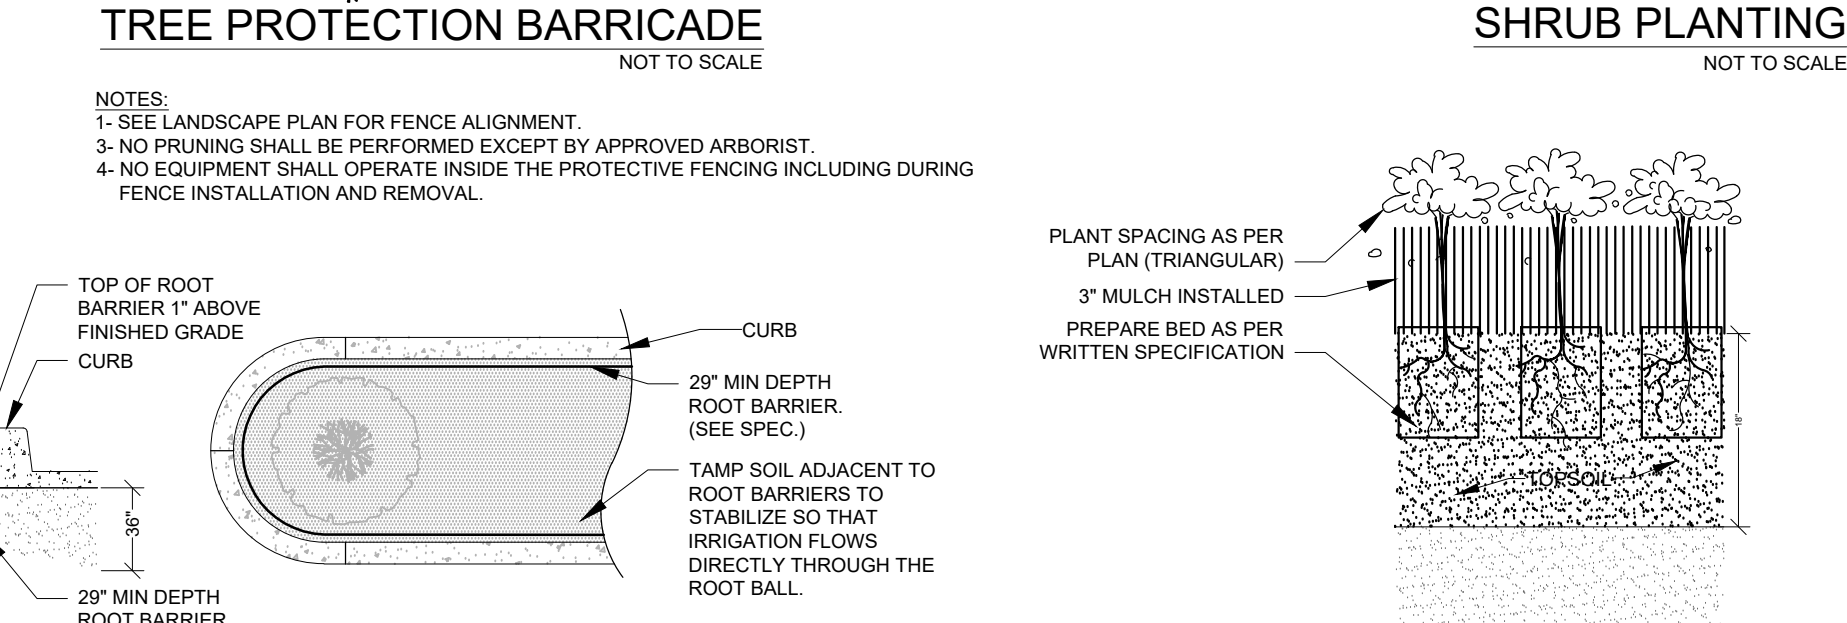 TREE PROTECTION BARRICADE
NOT TO SCALE
NOTES:
1- SEE LANDSCAPE PLAN FOR FENCE ALIGNMENT.
3- NO PRUNING SHALL BE PERFORMED EXCEPT BY APPROVED ARBORIST.
4- NO EQUIPMENT SHALL OPERATE INSIDE THE PROTECTIVE FENCING INCLUDING DURING
FENCE INSTALLATION AND REMOVAL.
TOP OF ROOT
BARRIER 1" ABOVE
FINISHED GRADE
CURB
36"
29" MIN DEPTH
ROOT BARRIER
CURB
29" MIN DEPTH
ROOT BARRIER.
(SEE SPEC.)
TAMP SOIL ADJACENT TO
ROOT BARRIERS TO
STABILIZE SO THAT
IRRIGATION FLOWS
DIRECTLY THROUGH THE
ROOT BALL.
SHRUB PLANTING
NOT TO SCALE
PLANT SPACING AS PER
PLAN (TRIANGULAR)
3" MULCH INSTALLED
PREPARE BED AS PER
WRITTEN SPECIFICATION
TOPSOIL
18"